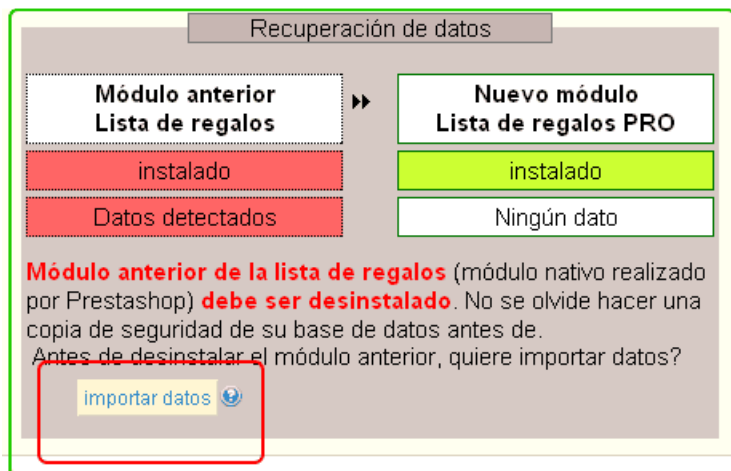 Recuperación de datos
Módulo anterior
Lista de regalos
Nuevo módulo
Lista de regalos PRO
instalado
instalado
Datos detectados
Ningún dato
Módulo anterior de la lista de regalos (módulo nativo realizado
por Prestashop) debe ser desinstalado. No se olvide hacer una
copia de seguridad de su base de datos antes de.
Antes de desinstalar el módulo anterior, quiere importar datos?
importar datos